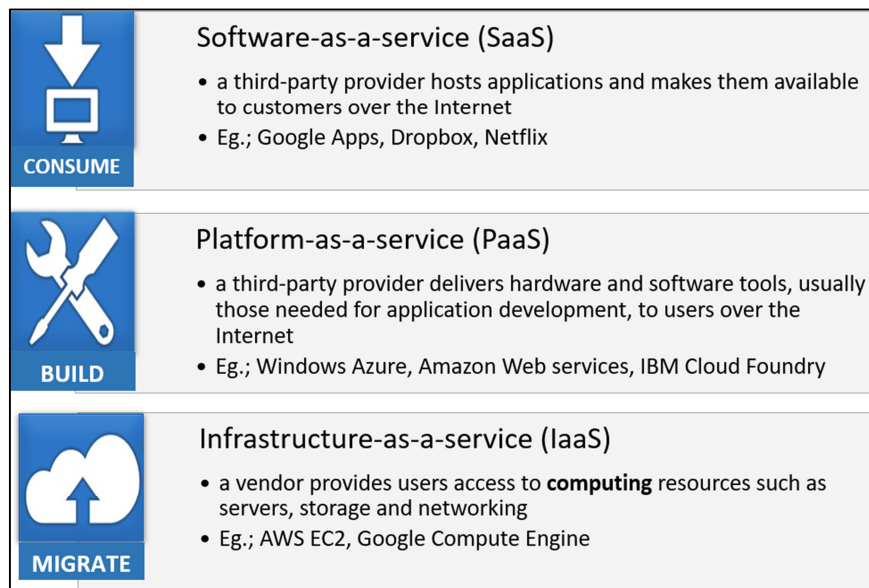 Software-as-a-service (SaaS)
• a third-party provider hosts applications and makes them available
to customers over the Internet
• Eg.; Google Apps, Dropbox, Netflix
CONSUME
Platform-as-a-service (PaaS)
• a third-party provider delivers hardware and software tools, usually
those needed for application development, to users over the
Internet
• Eg.; Windows Azure, Amazon Web services, IBM Cloud Foundry
BUILD
Infrastructure-as-a-service (IaaS)
• a vendor provides users access to computing resources such as
servers, storage and networking
• Eg.; AWS EC2, Google Compute Engine
MIGRATE